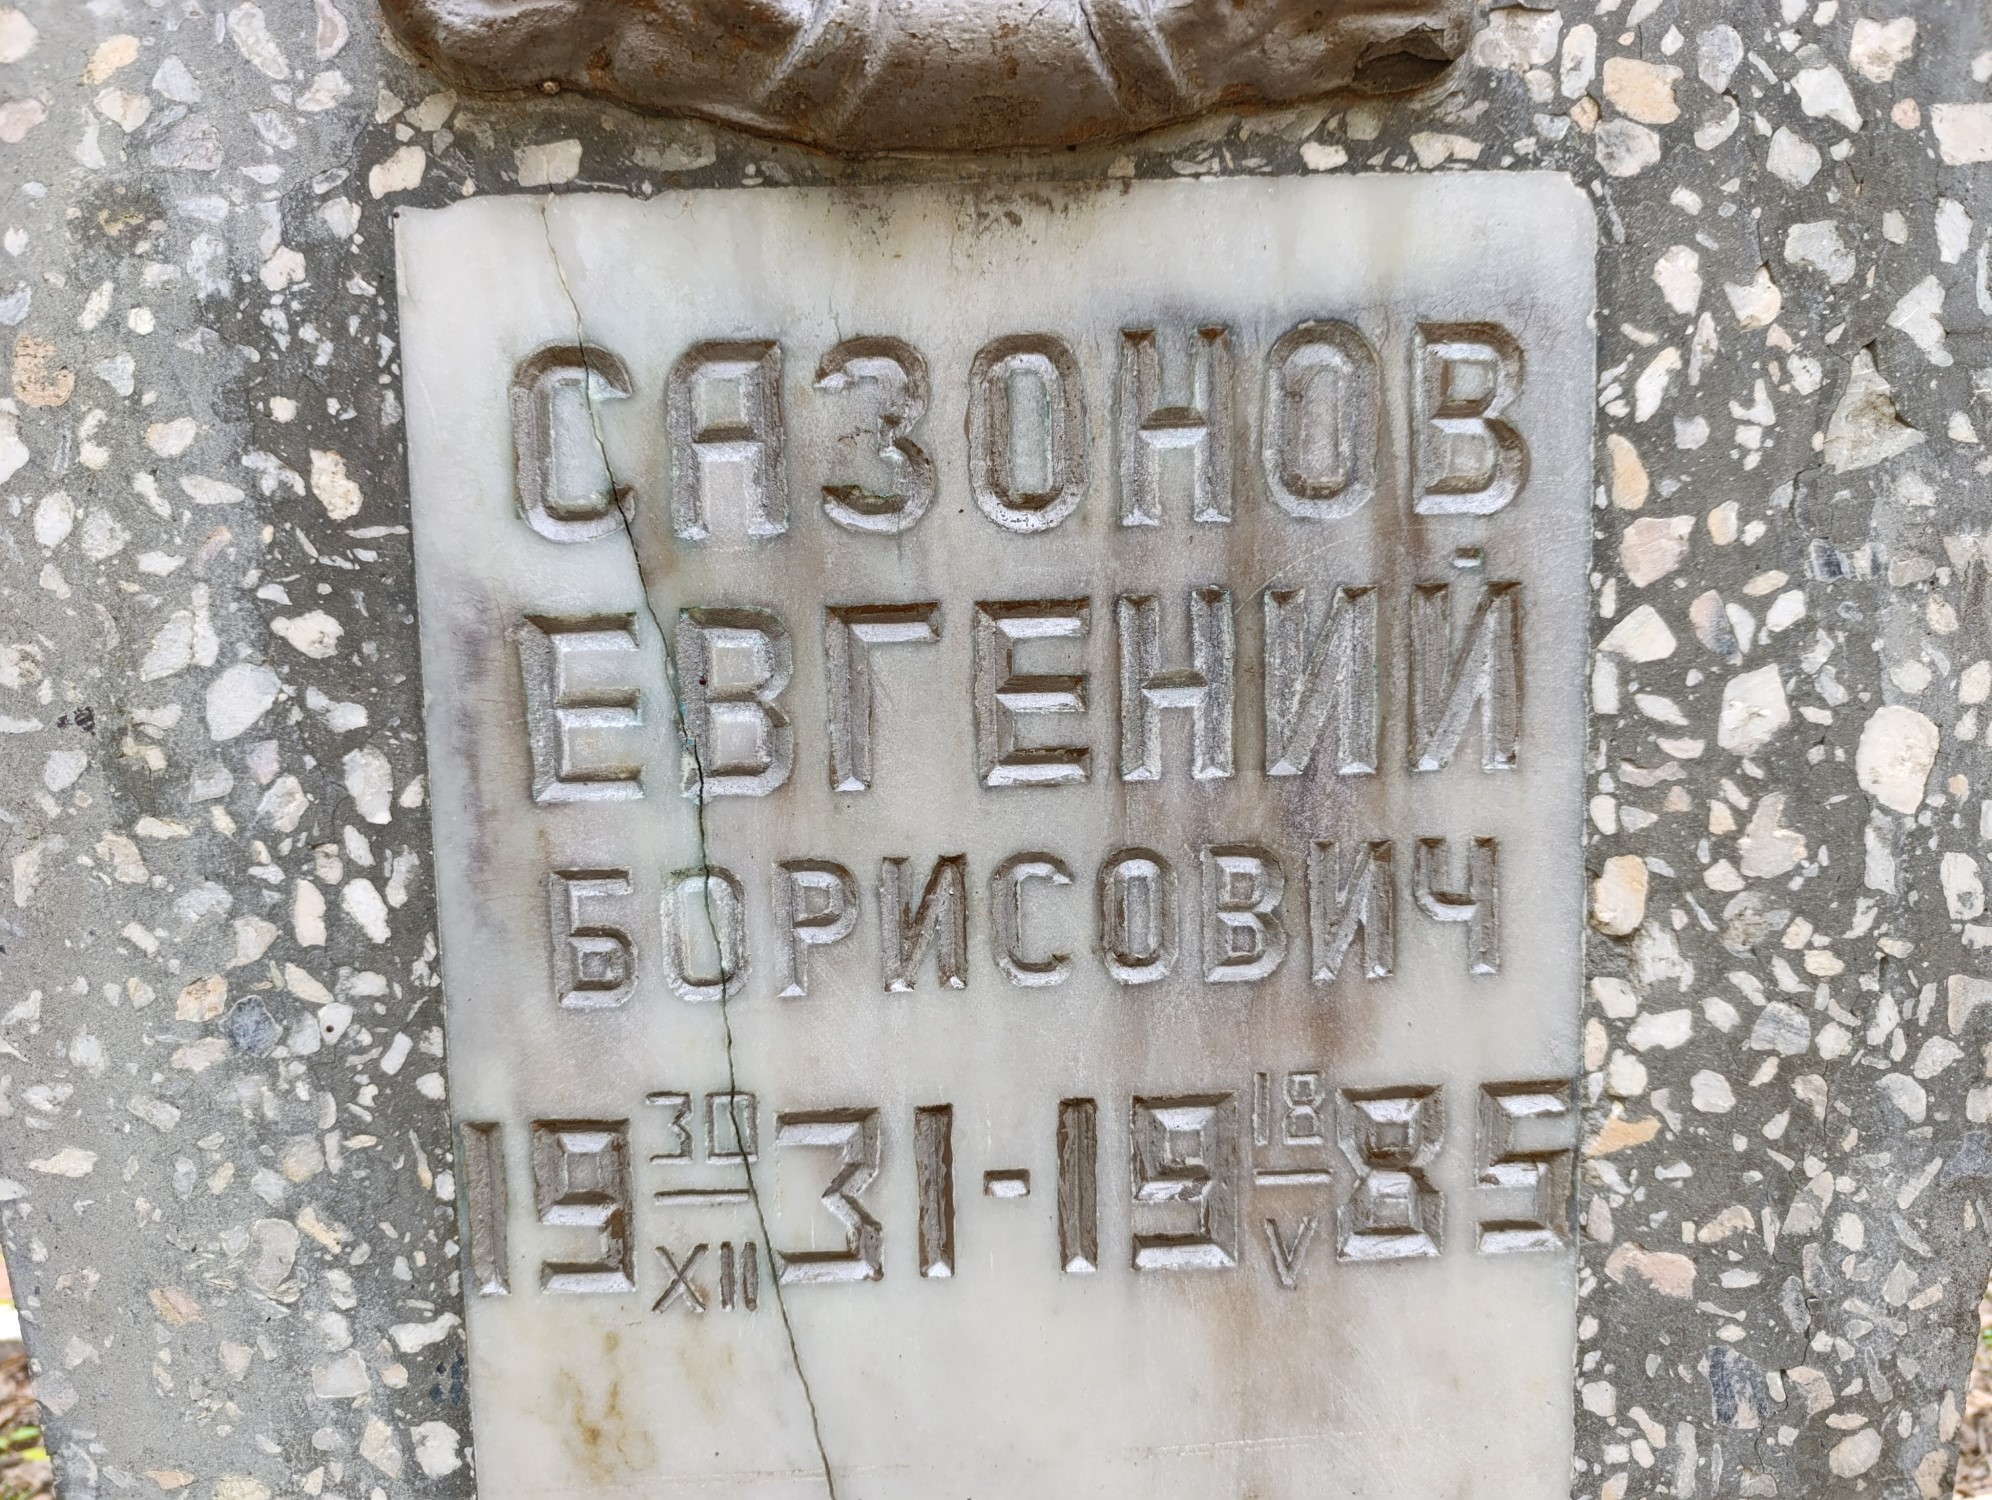 САЗОНОВ
ЕВГЕНИЙ
БОРИСОВИЧ
19 30/XII 31 - 19 18/V 85